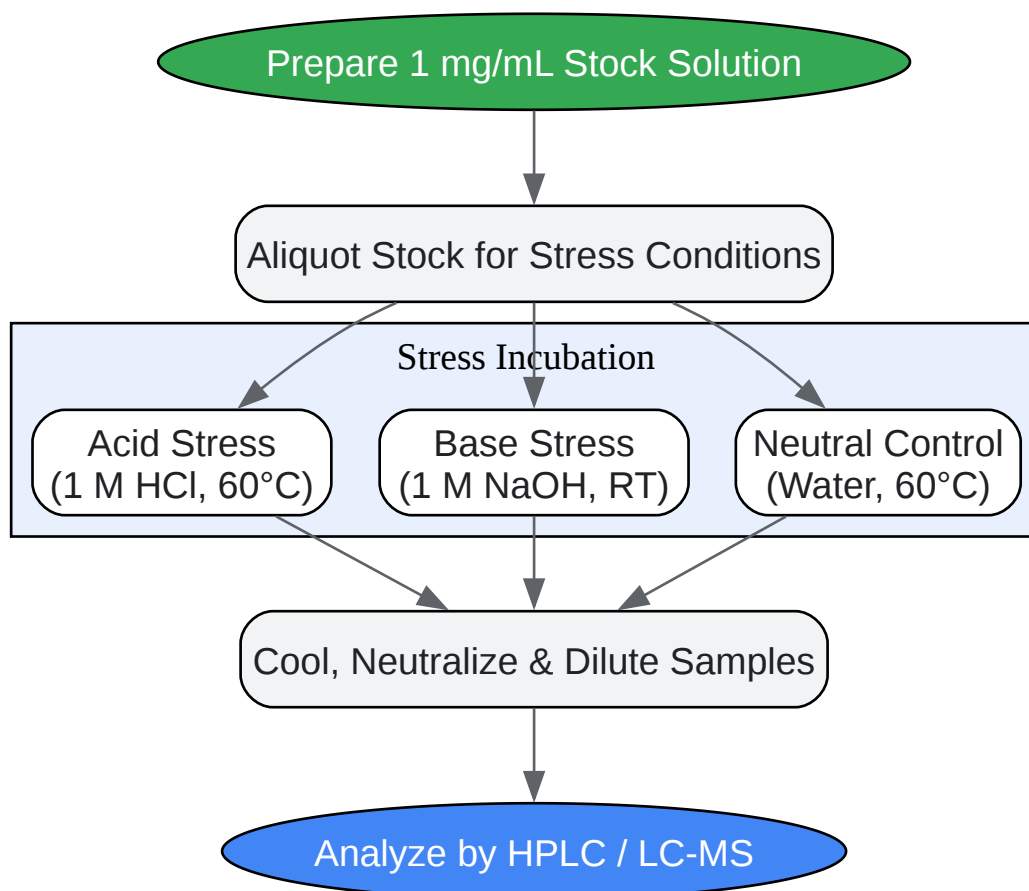 Prepare 1 mg/mL Stock Solution
Aliquot Stock for Stress Conditions
Stress Incubation
Acid Stress
(1 M HCl, 60°C)
Base Stress
(1 M NaOH, RT)
Neutral Control
(Water, 60°C)
Cool, Neutralize & Dilute Samples
Analyze by HPLC / LC-MS